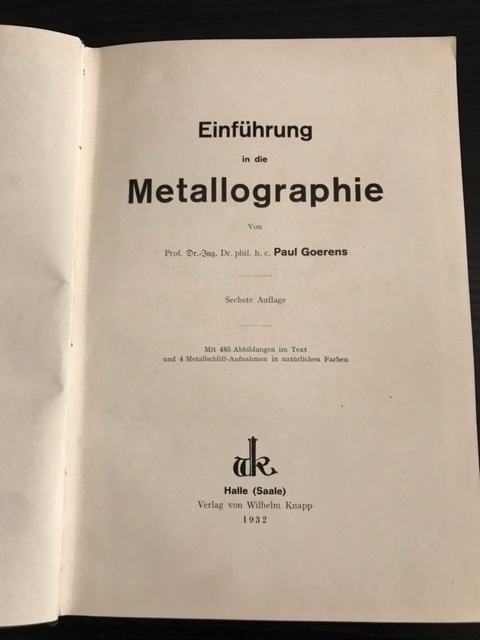 Einführung
in die
Metallographie
Von
Prof. Dr.-Ing. Dr. phil. h. c. Paul Goerens
Sechste Auflage
Mit 485 Abbildungen im Text
und 4 Metallschliff-Aufnahmen in natürlichen Farben
wk
Halle (Saale)
Verlag von Wilhelm Knapp
1932